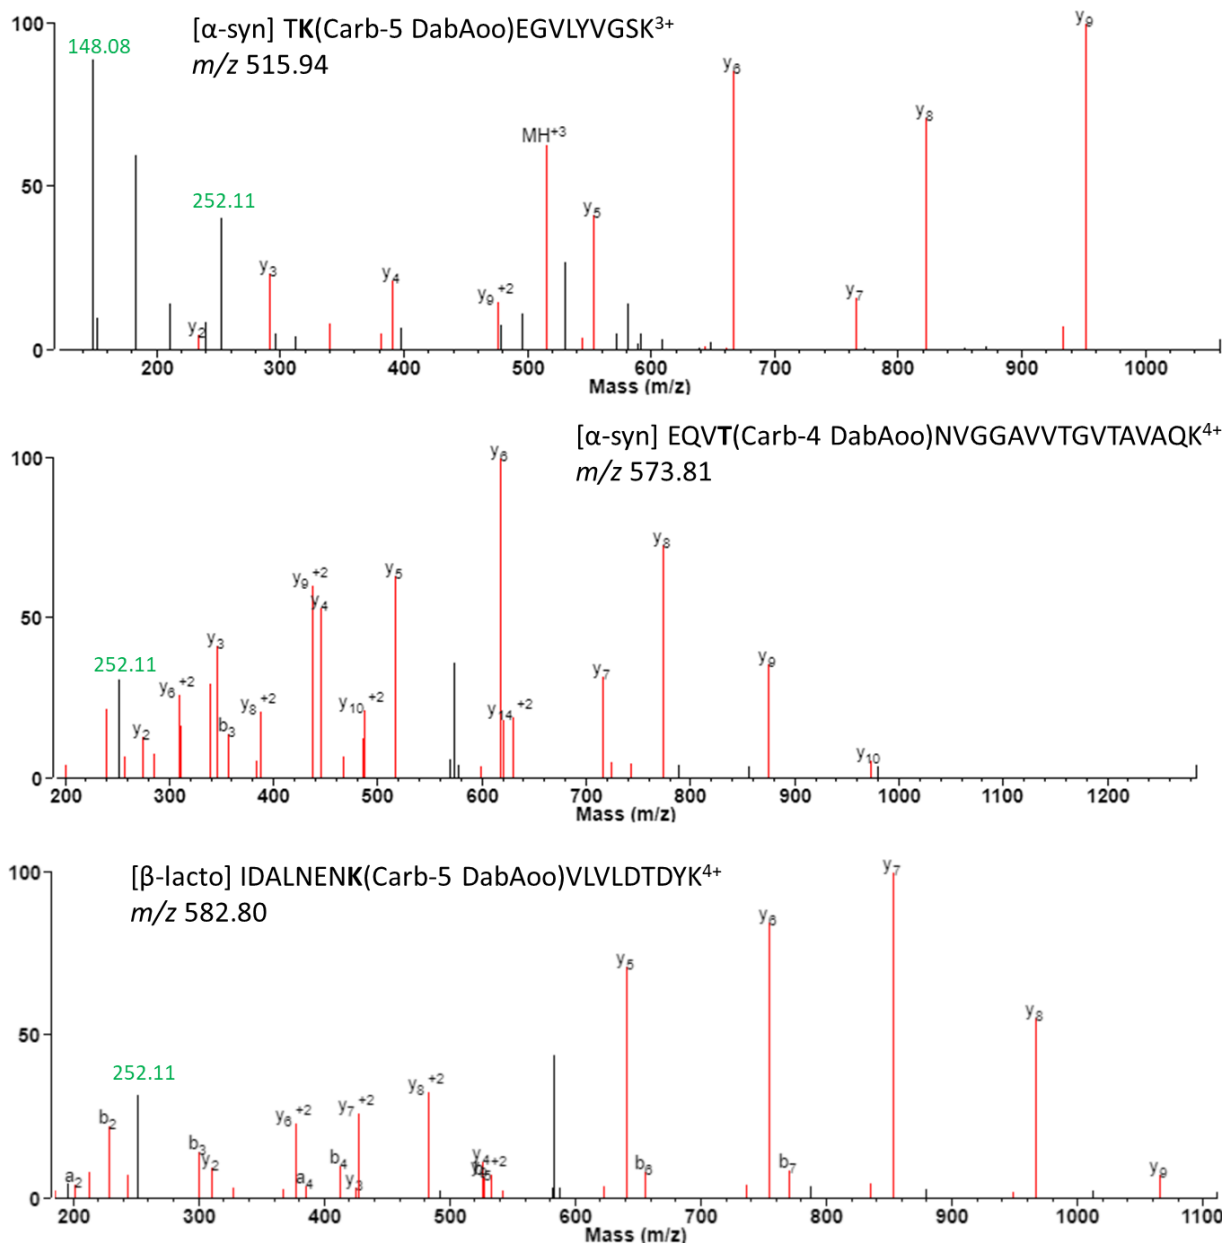 [α-syn] TK(Carb-5 DabAoo)EGVLYVGSK3+
m/z 515.94
100
50
0
148.08
252.11
y2
y3
y4
y9 +2
MH+3
y5
y6
y7
y8
y9
200 300 400 500 600 700 800 900 1000
Mass (m/z)
[α-syn] EQVT(Carb-4 DabAoo)NVGGAVVTGVTAVAQK4+
m/z 573.81
100
50
0
252.11
y2
y6 +2
y3
b3
y8 +2
y9 +2
y4
y10 +2
y5
y6
y14 +2
y7
y8
y9
y10
200 300 400 500 600 700 800 900 1000 1100 1200
Mass (m/z)
[β-lacto] IDALNENK(Carb-5 DabAoo)VLVLDTDYK4+
m/z 582.80
100
50
0
252.11
a2
b2
b3
y2
y6 +2
a4
b4
y3
y7 +2
y8 +2
y4
+2
y5
b6
y6
b7
y7
y8
y9
200 300 400 500 600 700 800 900 1000 1100
Mass (m/z)